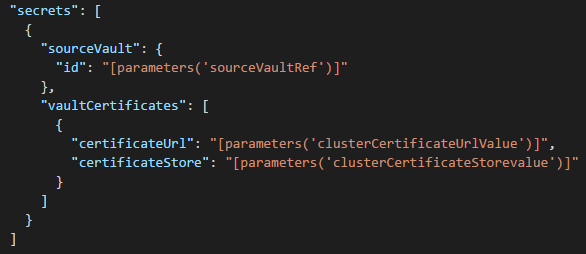 "secrets": [
{
"sourceVault": {
"id": "[parameters('sourceVaultRef')]"
},
"vaultCertificates": [
{
"certificateUrl": "[parameters('clusterCertificateUrlValue')]",
"certificateStore": "[parameters('clusterCertificateStorevalue')]"
}
]
}
]